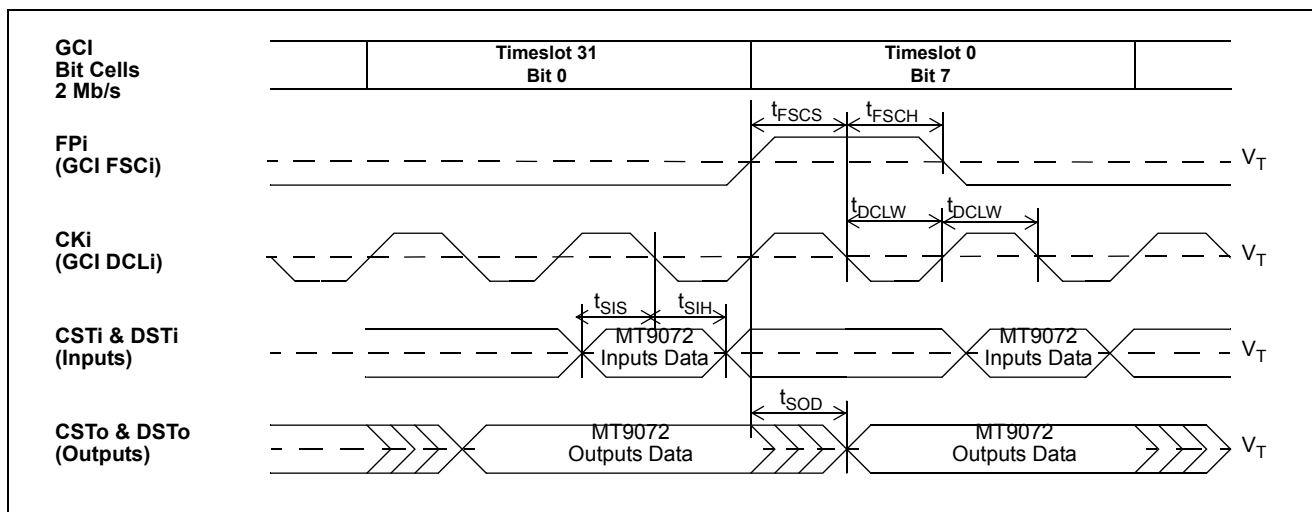 GCI
Bit Cells
2 Mb/s
Timeslot 31
Bit 0
Timeslot 0
Bit 7
tFSCS
tFSCH
FPi
(GCI FSCi)
VT
tDCLW
tDCLW
CKi
(GCI DCLi)
VT
tSIS
tSIH
CSTi & DSTi
(Inputs)
MT9072
Inputs Data
MT9072
Inputs Data
VT
tSOD
CSTo & DSTo
(Outputs)
MT9072
Outputs Data
MT9072
Outputs Data
VT